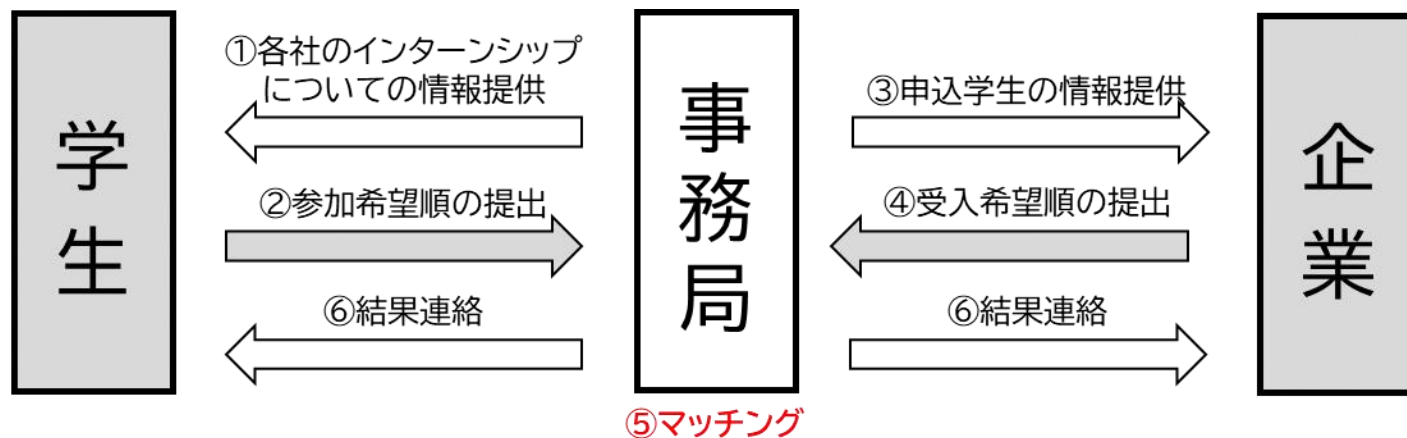 学生
①各社のインターンシップ
についての情報提供
②参加希望順の提出
⑥結果連絡
事務局
⑤マッチング
③申込学生の情報提供
④受入希望順の提出
⑥結果連絡
企業